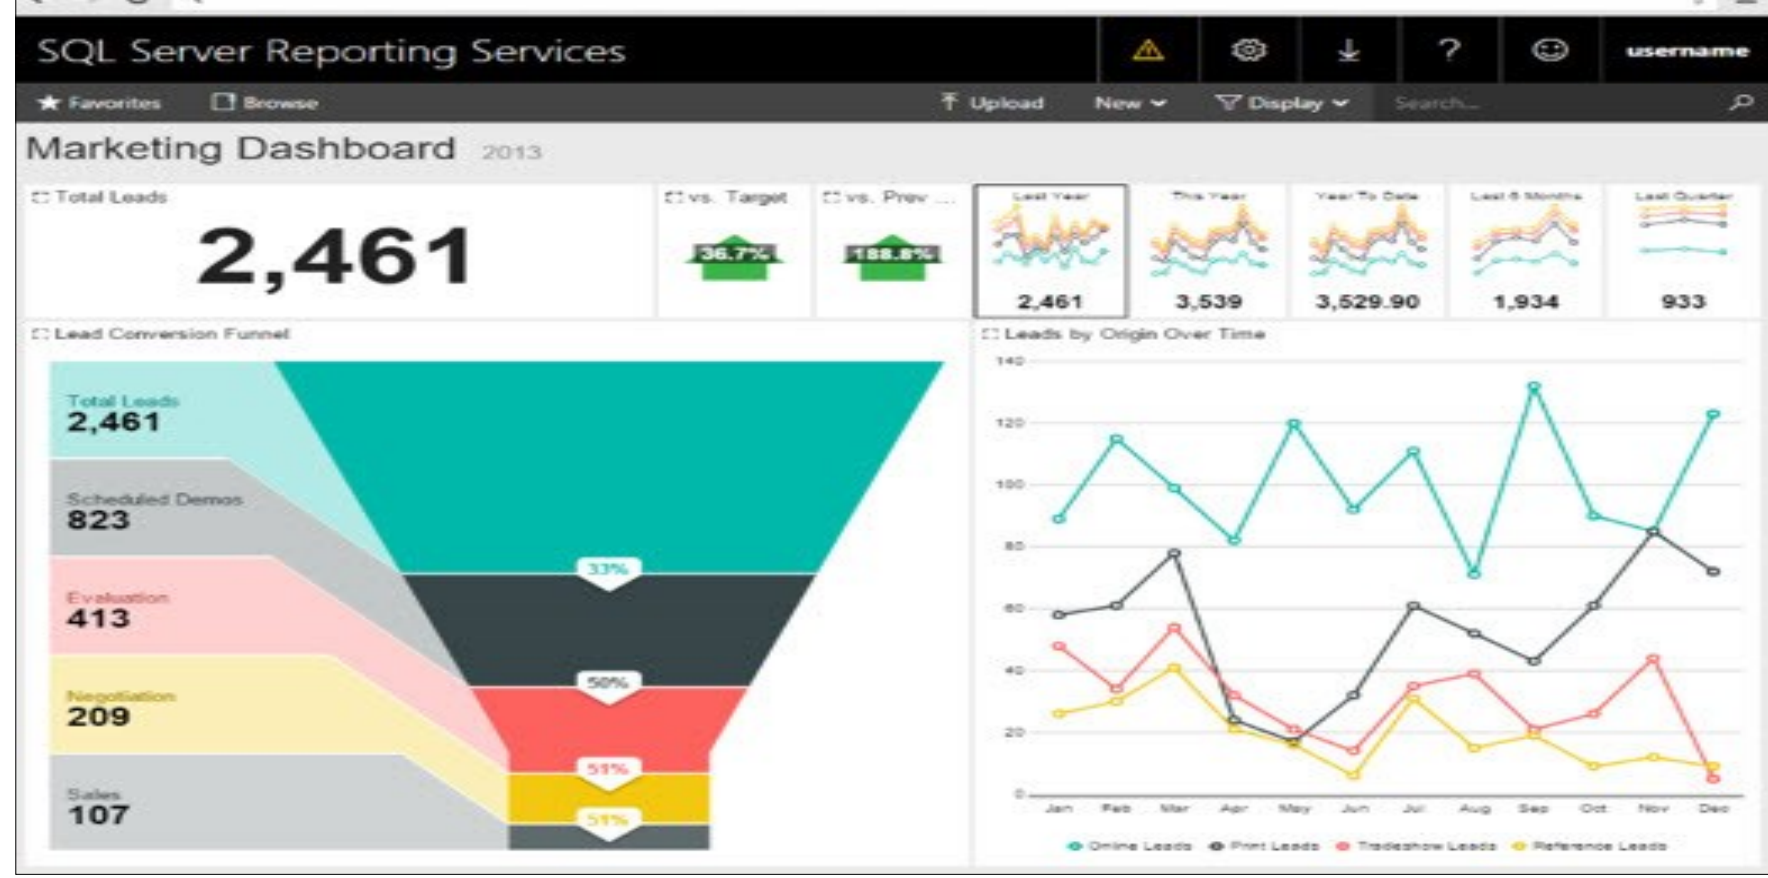 SQL Server Reporting Services
? username
Favorites Browse Upload New Display Search...
Marketing Dashboard 2013
Total Leads
2,461
vs. Target
36.7%
vs. Prev ...
188.8%
Last Year
2,461
This Year
3,539
Year To Date
3,529.90
Last 6 Months
1,934
Last Quarter
933
Lead Conversion Funnel
Total Leads
2,461
Scheduled Demos
823
Evaluation
413
Negotiation
209
Sales
107
33%
50%
51%
51%
Leads by Origin Over Time
140
120
100
80
60
40
20
0
Jan Feb Mar Apr May Jun Jul Aug Sep Oct Nov Dec
Online Leads Print Leads Tradeshow Leads Reference Leads